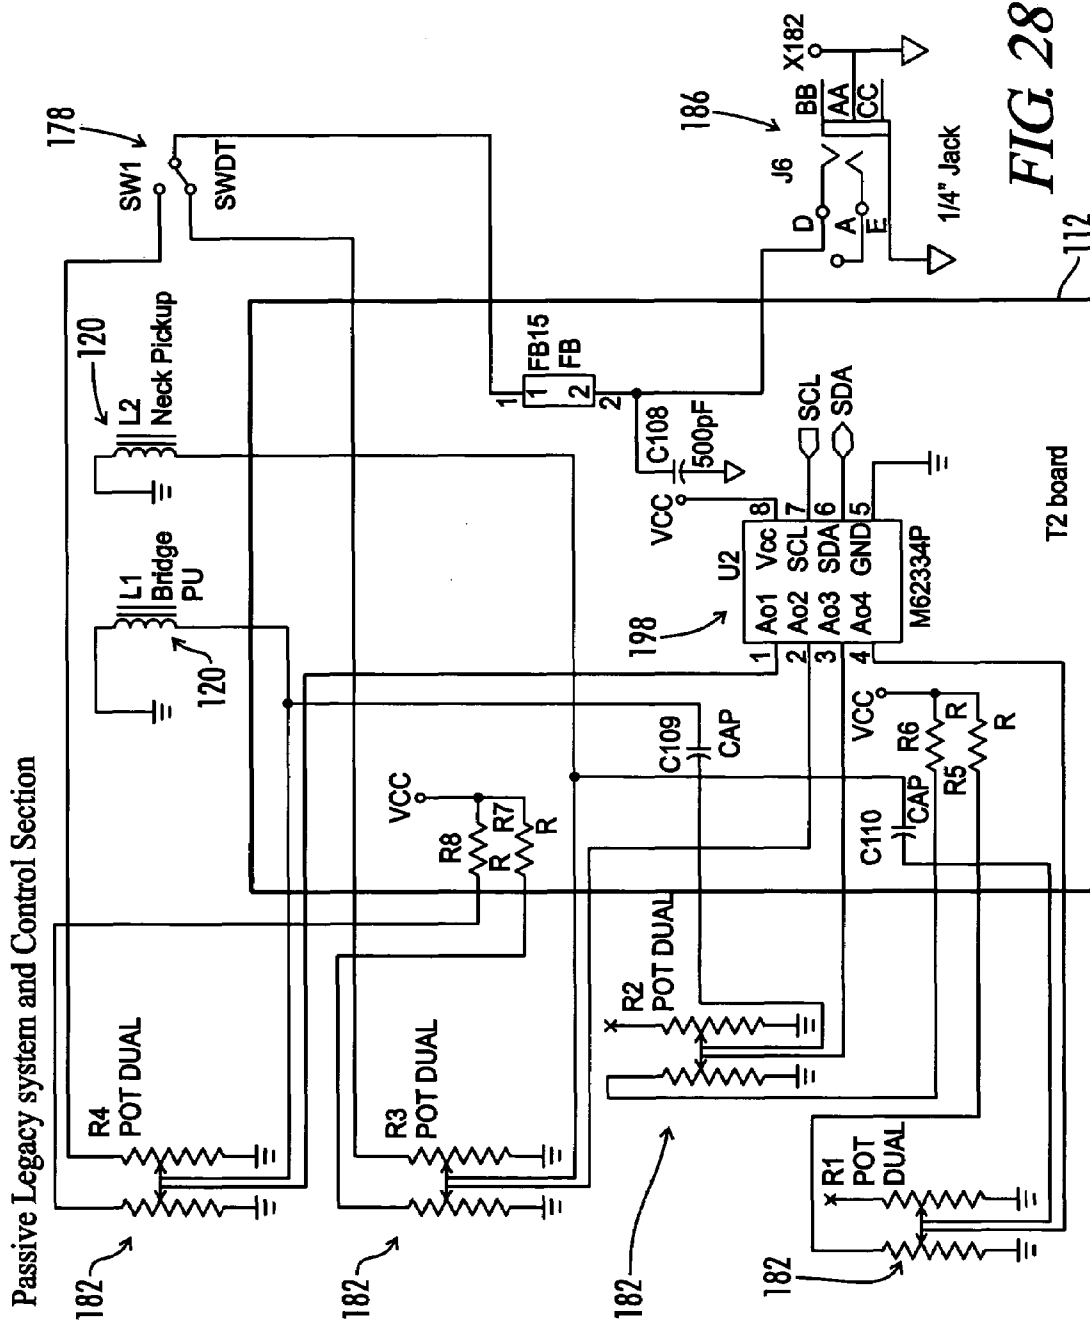 Passive Legacy system and Control Section
182
R4
POT DUAL
182
R3
POT DUAL
182
R2
POT DUAL
182
R1
POT
DUAL
VCC
R8
R
R7
R
L1
Bridge
PU
120
L2
Neck Pickup
120
SW1
178
SWDT
C109
CAP
C110
CAP
VCC
R6
R
R5
R
198
U2
1 Ao1 Vcc 8
2 Ao2 SCL 7
3 Ao3 SDA 6
4 Ao4 GND 5
M62334P
VCC
SCL
SDA
C108
500pF
1
1
FB15
FB
2
2
T2 board
112
D
A
E
J6
186
BB
AA
CC
X182
1/4" Jack
FIG. 28